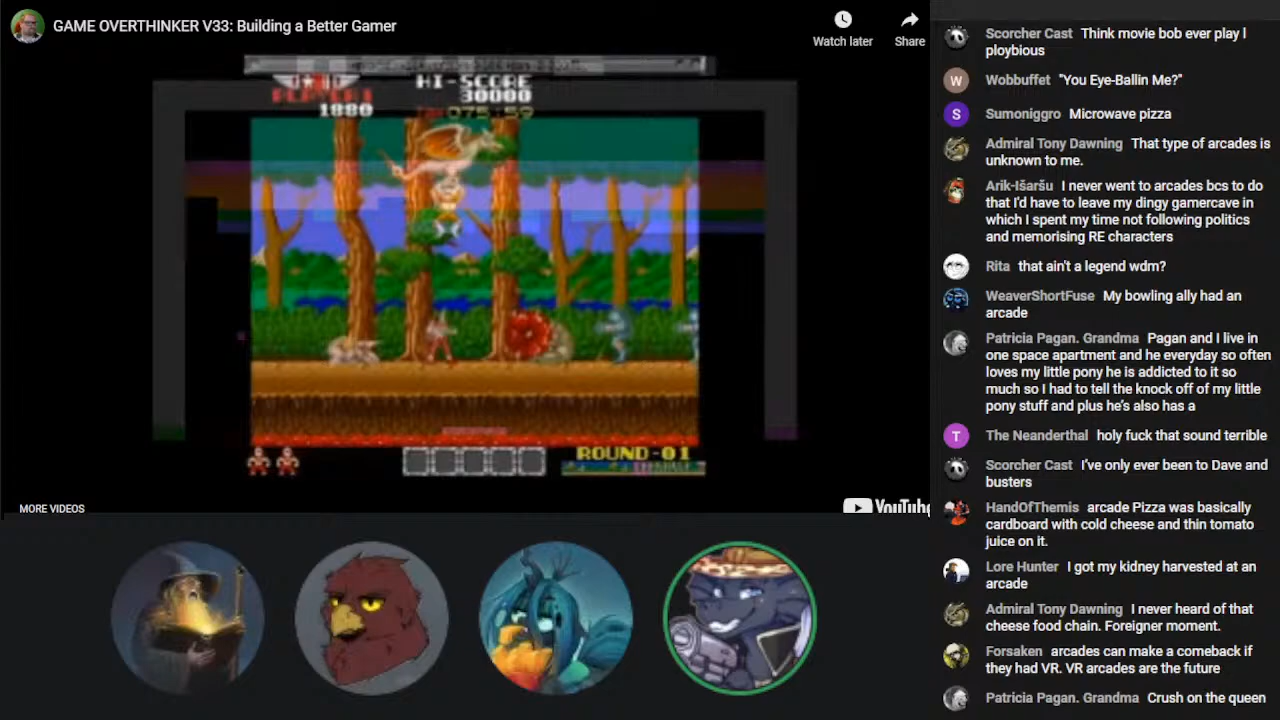 GAME OVERTHINKER V33: Building a Better Gamer
Watch later
Share
HI-SCORE
PLAYER1
30000
1880
075:59
ROUND-01
MORE VIDEOS
YouTube
Scorcher Cast Think movie bob ever play l
ploybious
W
Wobbuffet "You Eye-Ballin Me?"
S
Sumoniggro Microwave pizza
Admiral Tony Dawning That type of arcades is
unknown to me.
Arik-Išaršu I never went to arcades bcs to do
that I'd have to leave my dingy gamercave in
which I spent my time not following politics
and memorising RE characters
Rita that ain't a legend wdm?
WeaverShortFuse My bowling ally had an
arcade
Patricia Pagan. Grandma Pagan and I live in
one space apartment and he everyday so often
loves my little pony he is addicted to it so
much so I had to tell the knock off of my little
pony stuff and plus he's also has a
T
The Neanderthal holy fuck that sound terrible
Scorcher Cast I've only ever been to Dave and
busters
HandOfThemis arcade Pizza was basically
cardboard with cold cheese and thin tomato
juice on it.
Lore Hunter I got my kidney harvested at an
arcade
Admiral Tony Dawning I never heard of that
cheese food chain. Foreigner moment.
Forsaken arcades can make a comeback if
they had VR. VR arcades are the future
Patricia Pagan. Grandma Crush on the queen